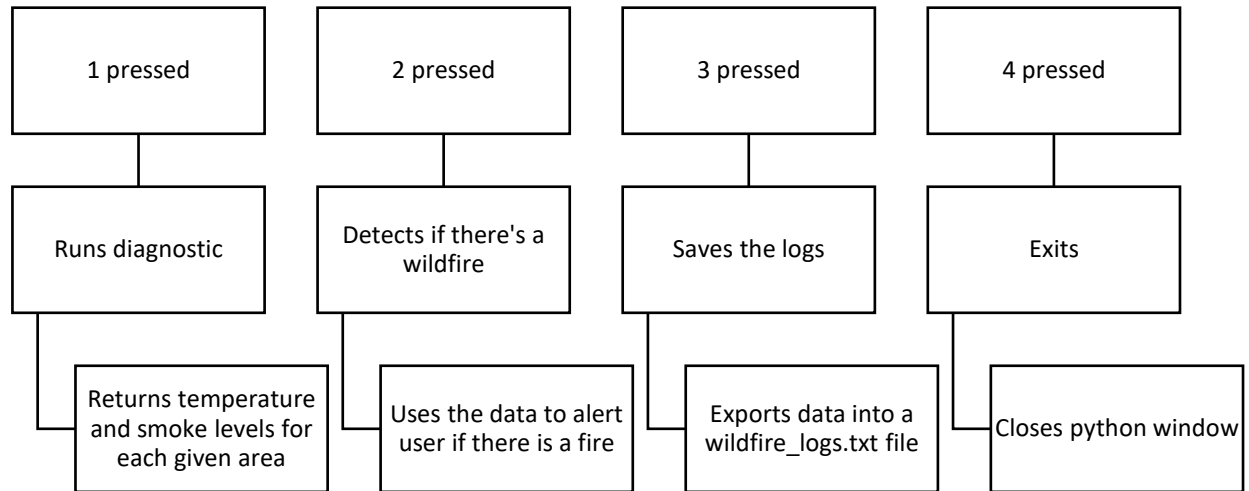 1 pressed
2 pressed
3 pressed
4 pressed
Runs diagnostic
Detects if there's a
wildfire
Saves the logs
Exits
Returns temperature
and smoke levels for
each given area
Uses the data to alert
user if there is a fire
Exports data into a
wildfire_logs.txt file
Closes python window